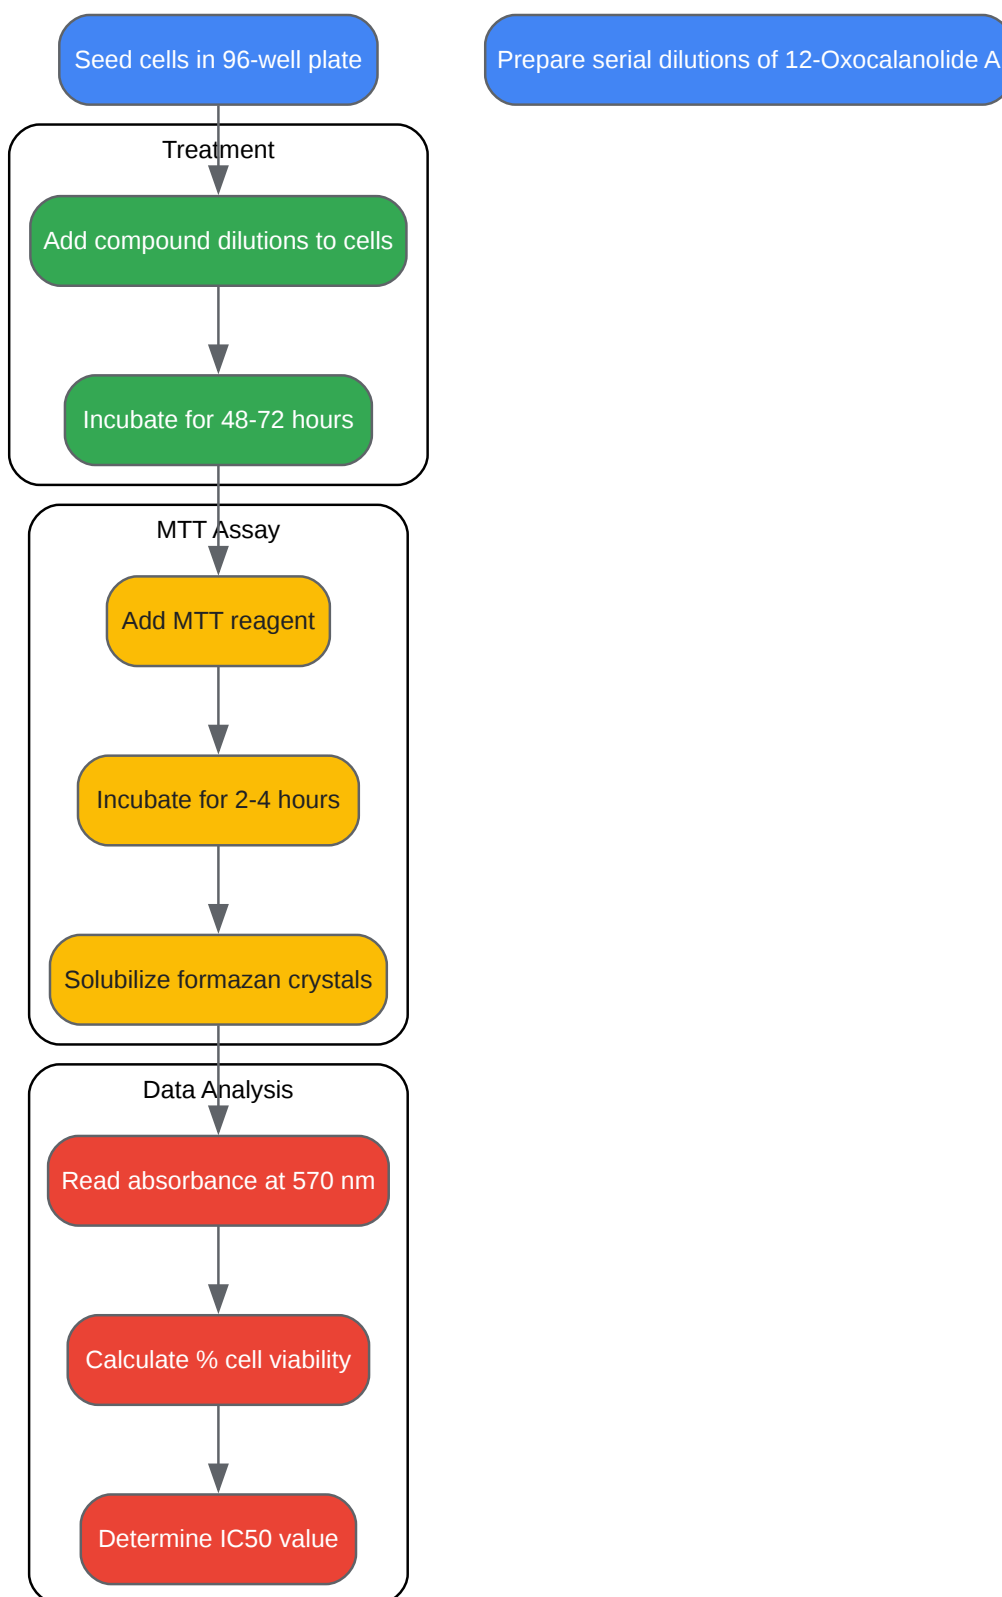 Seed cells in 96-well plate
Prepare serial dilutions of 12-Oxocalanolide A
Treatment
Add compound dilutions to cells
Incubate for 48-72 hours
MTT Assay
Add MTT reagent
Incubate for 2-4 hours
Solubilize formazan crystals
Data Analysis
Read absorbance at 570 nm
Calculate % cell viability
Determine IC50 value